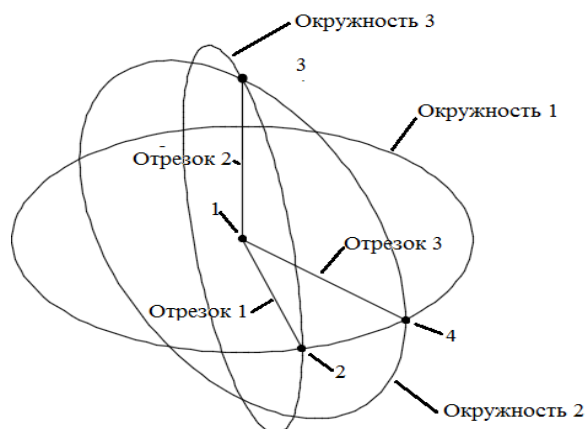 Окружность 3
3
Окружность 1
Отрезок 2
1
Отрезок 3
Отрезок 1
4
2
Окружность 2